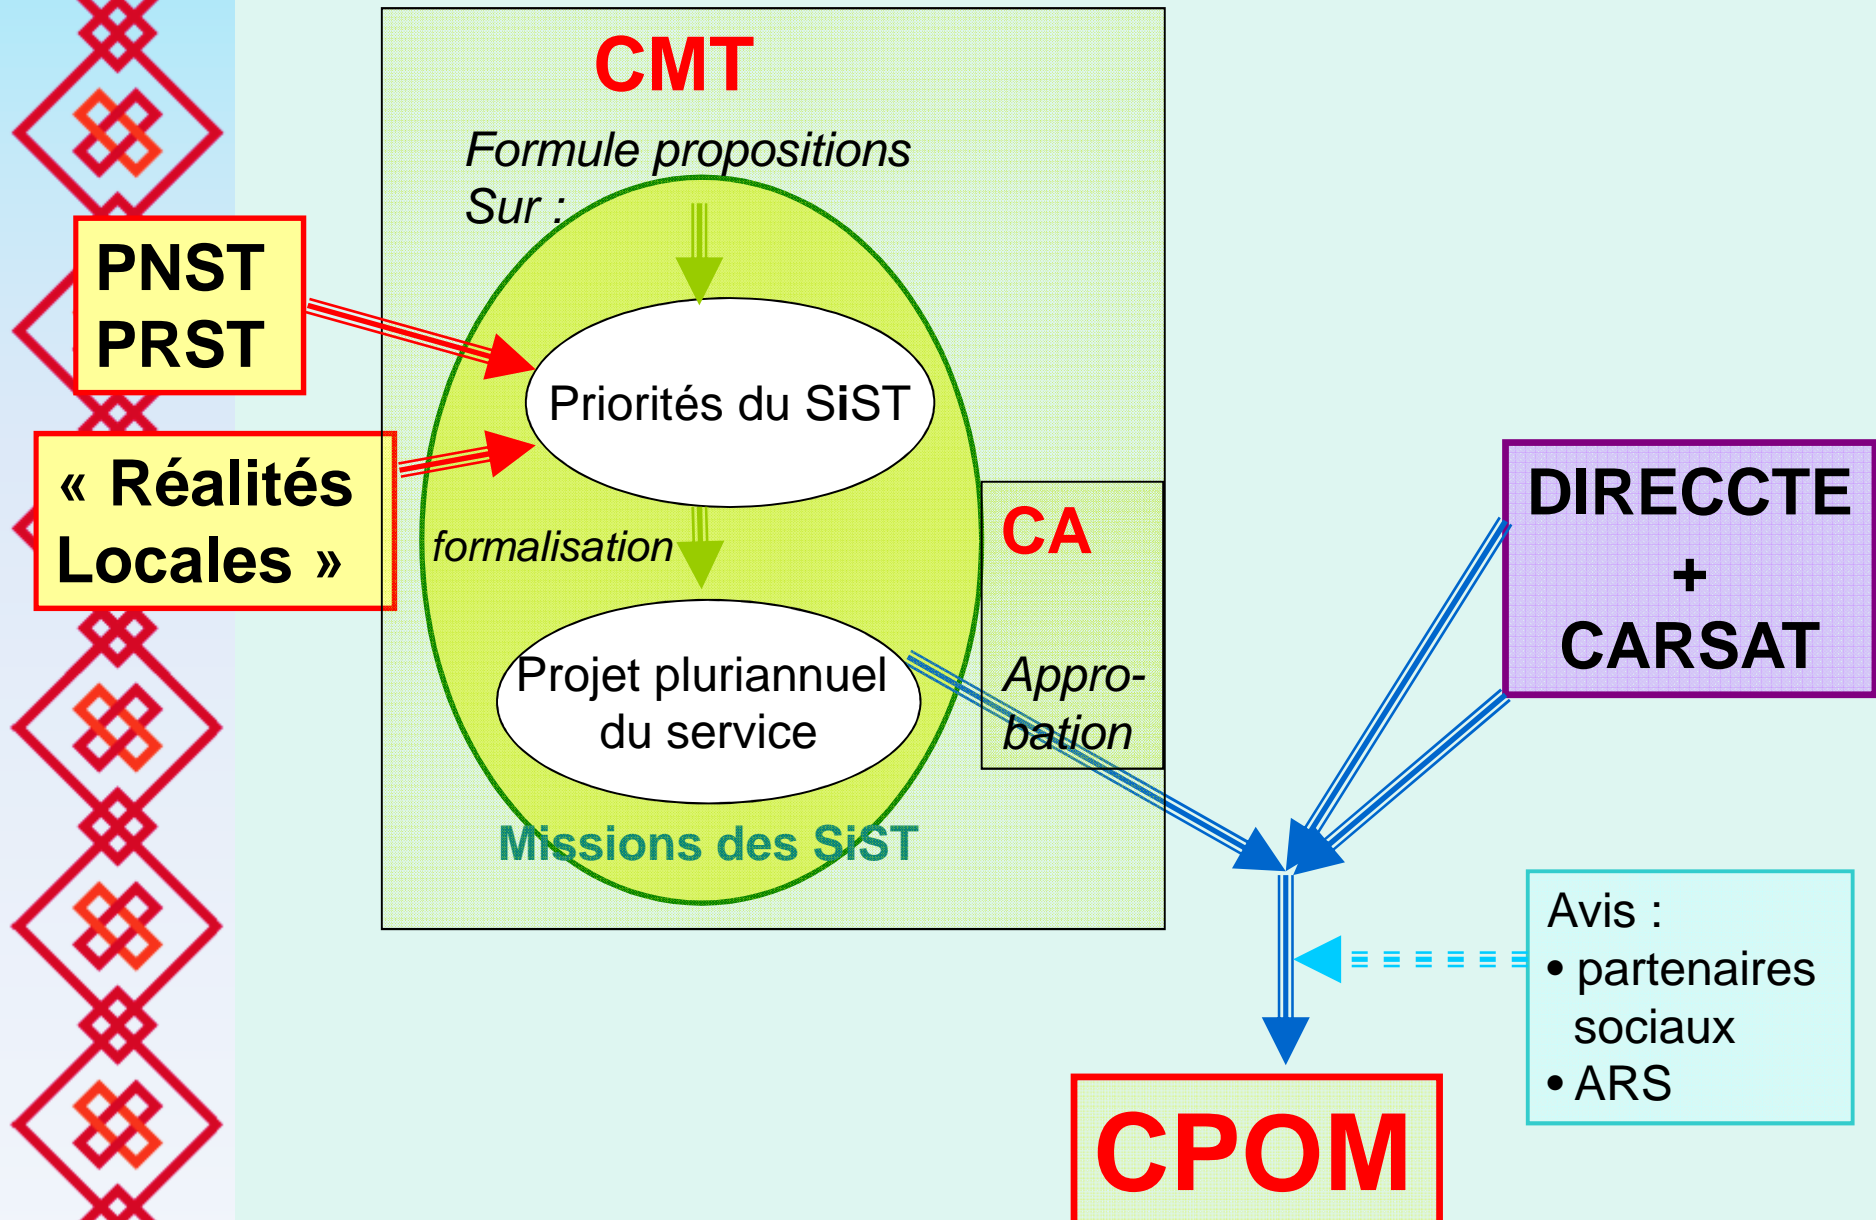 CMT
Formule propositions
Sur :
PNST
PRST
Priorités du SiST
« Réalités
Locales »
formalisation
CA
Appro-
bation
Projet pluriannuel
du service
Missions des SiST
DIRECCTE
+
CARSAT
Avis :
• partenaires
sociaux
• ARS
CPOM